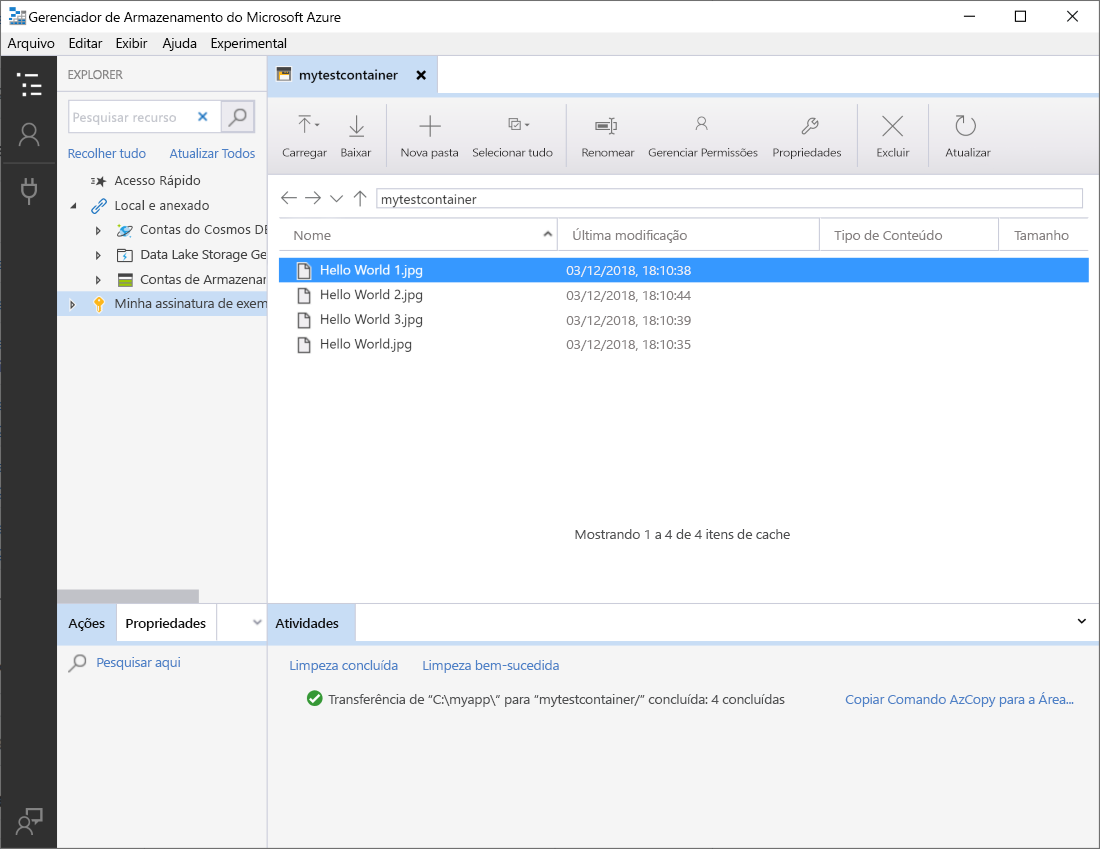 Gerenciador de Armazenamento do Microsoft Azure
Arquivo Editar Exibir Ajuda Experimental
EXPLORER
Pesquisar recurso
Recolher tudo Atualizar Todos
Acesso Rápido
Local e anexado
Contas do Cosmos DB
Data Lake Storage Ge
Contas de Armazenar
Minha assinatura de exem
mytestcontainer
Carregar Baixar Nova pasta Selecionar tudo Renomear Gerenciar Permissões Propriedades Excluir Atualizar
mytestcontainer
Nome Última modificação Tipo de Conteúdo Tamanho
Hello World 1.jpg 03/12/2018, 18:10:38
Hello World 2.jpg 03/12/2018, 18:10:44
Hello World 3.jpg 03/12/2018, 18:10:39
Hello World.jpg 03/12/2018, 18:10:35
Mostrando 1 a 4 de 4 itens de cache
Ações Propriedades
Pesquisar aqui
Atividades
Limpeza concluída Limpeza bem-sucedida
Transferência de “C:\myapp\” para “mytestcontainer/” concluída: 4 concluídas Copiar Comando AzCopy para a Área...